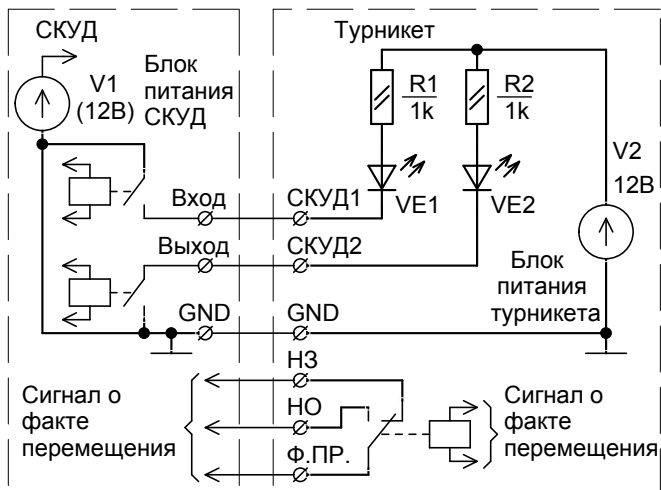 СКУД
Турникет
V1
(12В)
Блок
питания
СКУД
R1
1k
R2
1k
V2
12В
Вход
СКУД1
VE1
VE2
Выход
СКУД2
Блок
питания
турникета
GND
GND
НЗ
НО
Ф.ПР.
Сигнал о
факте
перемещения
Сигнал о
факте
перемещения